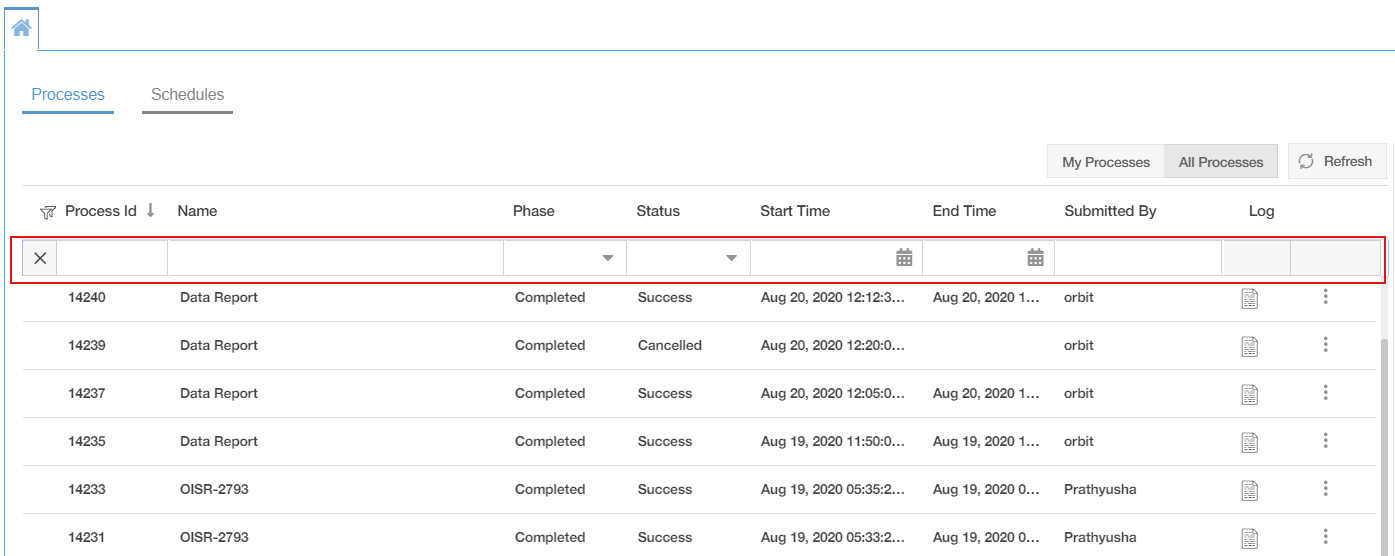 Processes Schedules
My Processes All Processes Refresh
Process Id Name Phase Status Start Time End Time Submitted By Log
14240 Data Report Completed Success Aug 20, 2020 12:12:3... Aug 20, 2020 1... orbit
14239 Data Report Completed Cancelled Aug 20, 2020 12:20:0... orbit
14237 Data Report Completed Success Aug 20, 2020 12:05:0... Aug 20, 2020 1... orbit
14235 Data Report Completed Success Aug 19, 2020 11:50:0... Aug 19, 2020 1... orbit
14233 OISR-2793 Completed Success Aug 19, 2020 05:35:2... Aug 19, 2020 0... Prathyusha
14231 OISR-2793 Completed Success Aug 19, 2020 05:33:2... Aug 19, 2020 0... Prathyusha